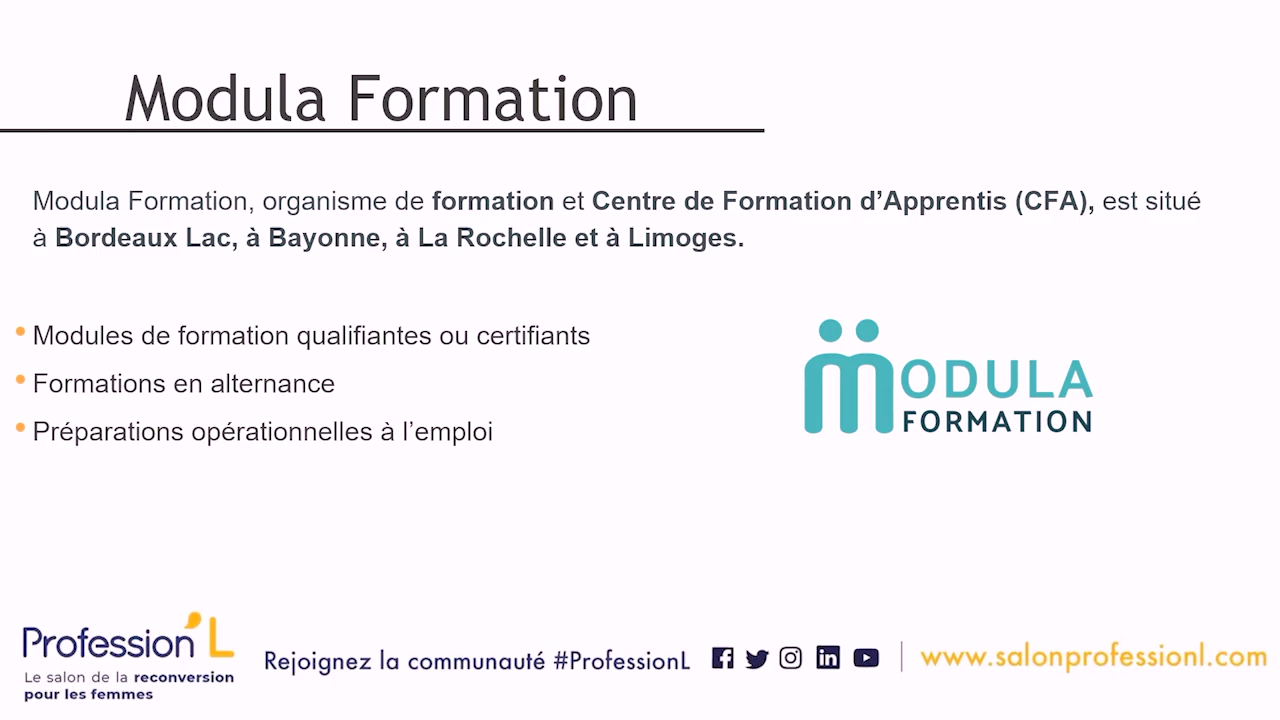 Modula Formation
Modula Formation, organisme de formation et Centre de Formation d’Apprentis (CFA), est situé
à Bordeaux Lac, à Bayonne, à La Rochelle et à Limoges.
• Modules de formation qualifiantes ou certifiants
• Formations en alternance
• Préparations opérationnelles à l’emploi
MODULA
FORMATION
Profession'L
Le salon de la reconversion
pour les femmes
Rejoignez la communauté #ProfessionL
www.salonprofessionl.com